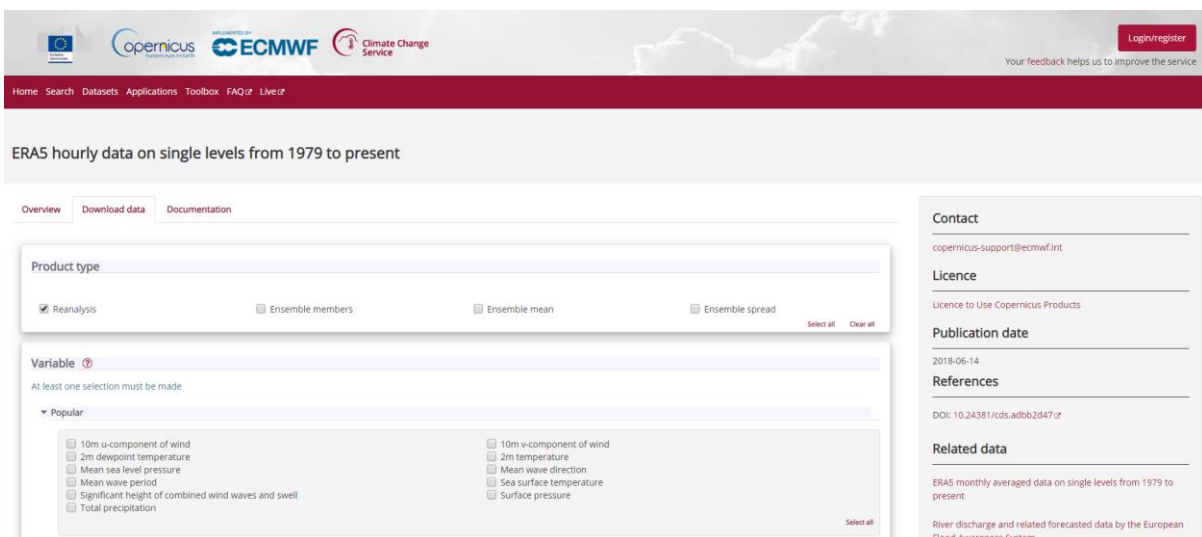 Copernicus
Europe's eyes on Earth
IMPLEMENTED BY
ECMWF
Climate Change
Service
Login/register
Your feedback helps us to improve the service
Home Search Datasets Applications Toolbox FAQ Live
ERA5 hourly data on single levels from 1979 to present
Overview Download data Documentation
Product type
Reanalysis Ensemble members Ensemble mean Ensemble spread
Select all Clear all
Variable ?
At least one selection must be made
Popular
10m u-component of wind 10m v-component of wind
2m dewpoint temperature 2m temperature
Mean sea level pressure Mean wave direction
Mean wave period Sea surface temperature
Significant height of combined wind waves and swell Surface pressure
Total precipitation
Select all
Contact
copernicus-support@ecmwf.int
Licence
Licence to Use Copernicus Products
Publication date
2018-06-14
References
DOI: 10.24381/cds.adbb2d47
Related data
ERA5 monthly averaged data on single levels from 1979 to
present
River discharge and related forecasted data by the European